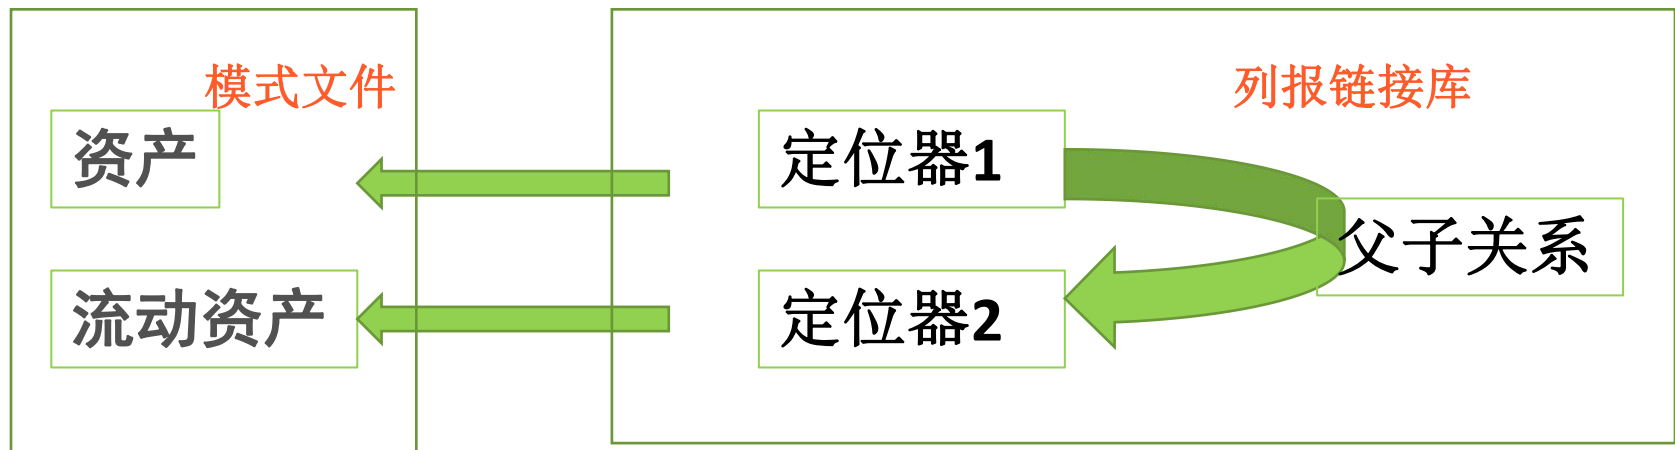 模式文件
资产
流动资产
列报链接库
定位器1
父子关系
定位器2